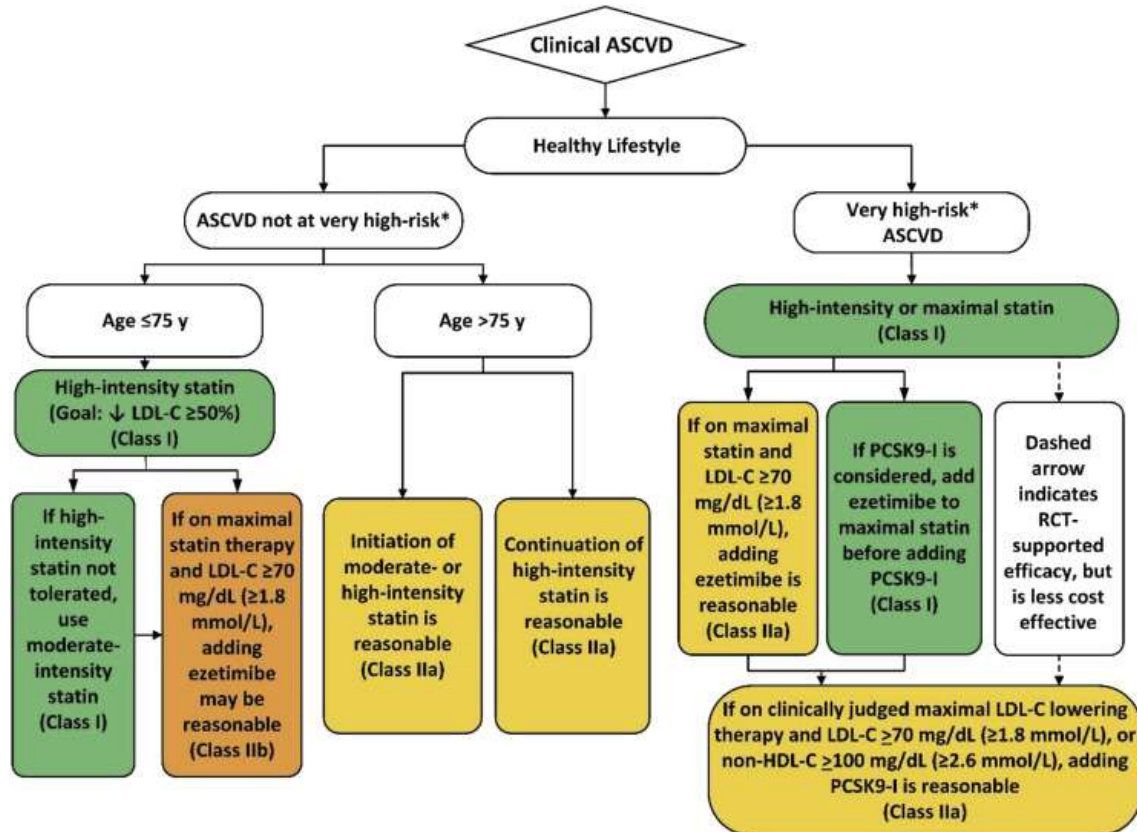 Clinical ASCVD
Healthy Lifestyle
ASCVD not at very high-risk*
Very high-risk*
ASCVD
Age ≤75 y
Age >75 y
High-intensity or maximal statin
(Class I)
High-intensity statin
(Goal: ↓ LDL-C ≥50%)
(Class I)
If high-
intensity
statin not
tolerated,
use
moderate-
intensity
statin
(Class I)
If on maximal
statin therapy
and LDL-C ≥70
mg/dL (≥1.8
mmol/L),
adding
ezetimibe
may be
reasonable
(Class IIb)
Initiation of
moderate- or
high-intensity
statin is
reasonable
(Class IIa)
Continuation of
high-intensity
statin is
reasonable
(Class IIa)
If on maximal
statin and
LDL-C ≥70
mg/dL (≥1.8
mmol/L),
adding
ezetimibe is
reasonable
(Class IIa)
If PCSK9-I is
considered, add
ezetimibe to
maximal statin
before adding
PCSK9-I
(Class I)
Dashed
arrow
indicates
RCT-
supported
efficacy, but
is less cost
effective
If on clinically judged maximal LDL-C lowering
therapy and LDL-C ≥70 mg/dL (≥1.8 mmol/L), or
non-HDL-C ≥100 mg/dL (≥2.6 mmol/L), adding
PCSK9-I is reasonable
(Class IIa)